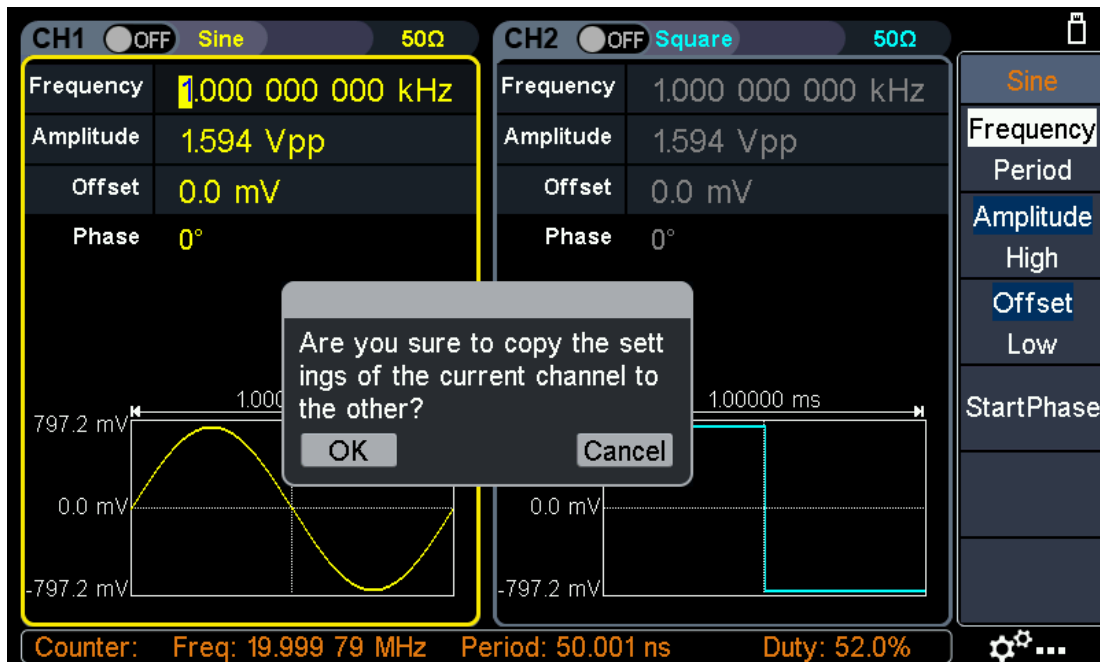 CH1 OFF Sine 50Ω
CH2 OFF Square 50Ω
Frequency 1.000 000 000 kHz
Amplitude 1.594 Vpp
Offset 0.0 mV
Phase 0°
Frequency 1.000 000 000 kHz
Amplitude 1.594 Vpp
Offset 0.0 mV
Phase 0°
Are you sure to copy the sett
ings of the current channel to
the other?
OK Cancel
1.000
797.2 mV
0.0 mV
-797.2 mV
1.00000 ms
0.0 mV
-797.2 mV
Sine
Frequency
Period
Amplitude
High
Offset
Low
StartPhase
Counter: Freq: 19.999 79 MHz Period: 50.001 ns Duty: 52.0%